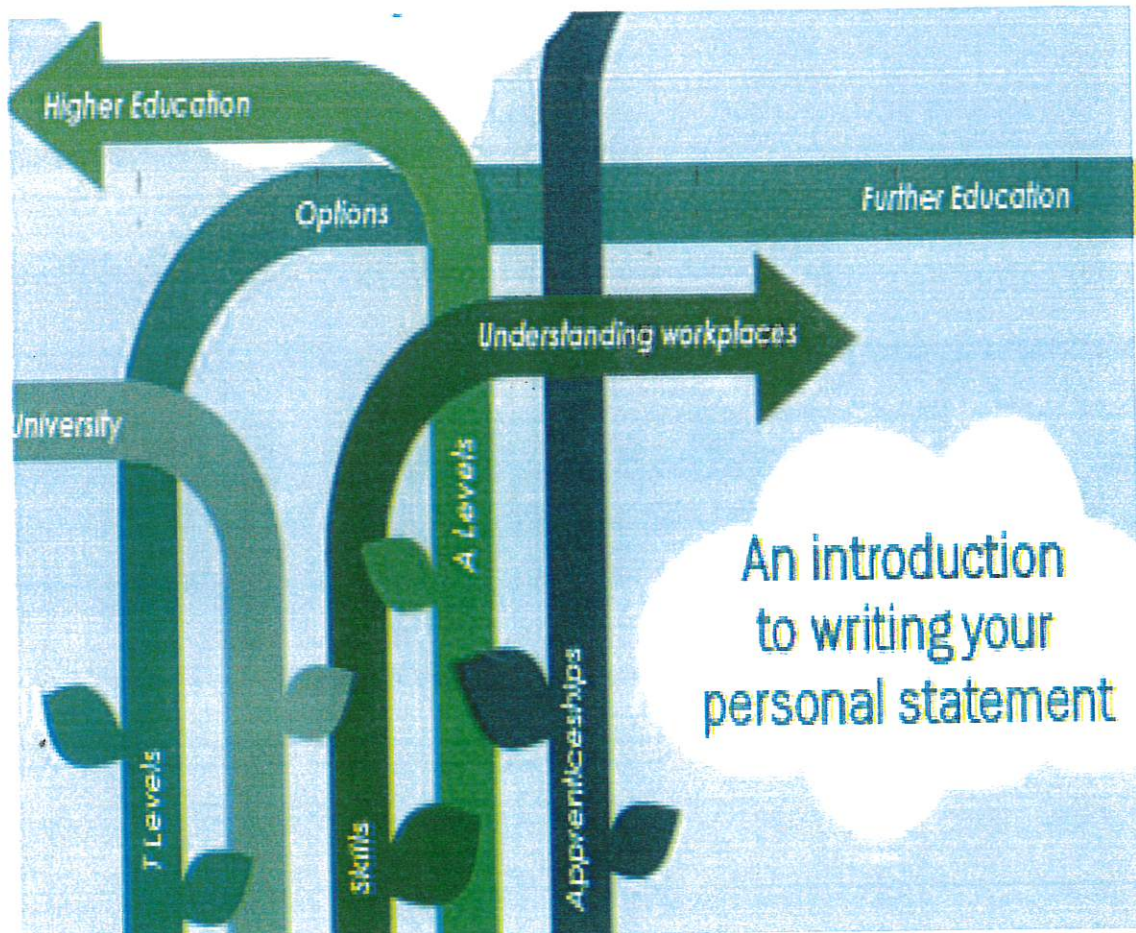 Higher Education
Options
Further Education
Understanding workplaces
University
A Levels
An introduction
to writing your
personal statement
Apprenticeships
T Levels
Skills